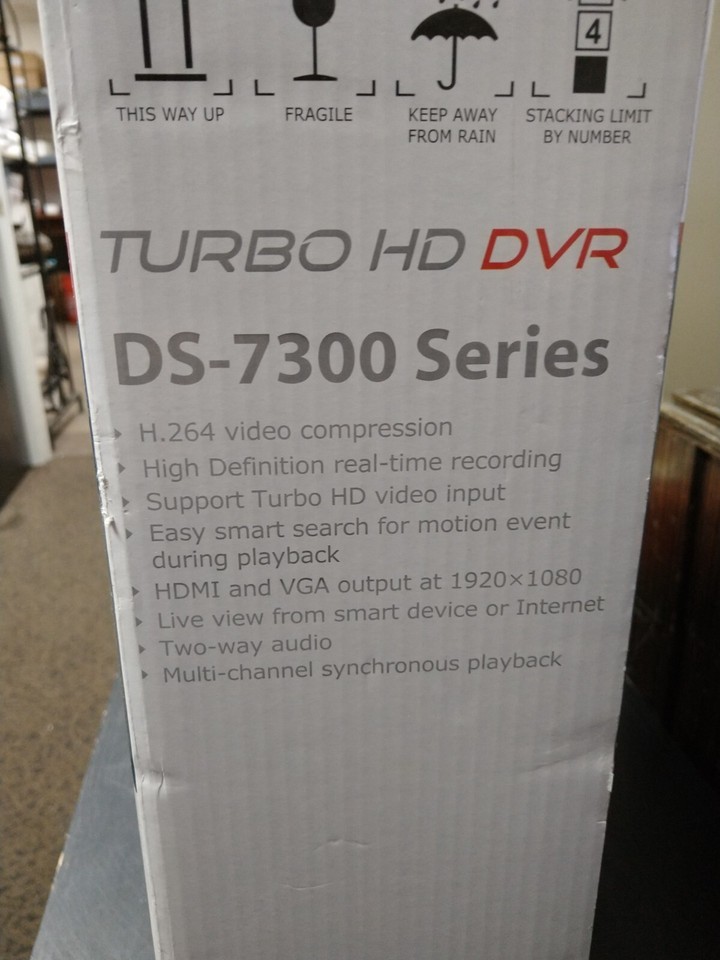 4
THIS WAY UP
FRAGILE
KEEP AWAY
FROM RAIN
STACKING LIMIT
BY NUMBER
TURBO HD DVR
DS-7300 Series
H.264 video compression
High Definition real-time recording
Support Turbo HD video input
Easy smart search for motion event
during playback
HDMI and VGA output at 1920×1080
Live view from smart device or Internet
Two-way audio
Multi-channel synchronous playback